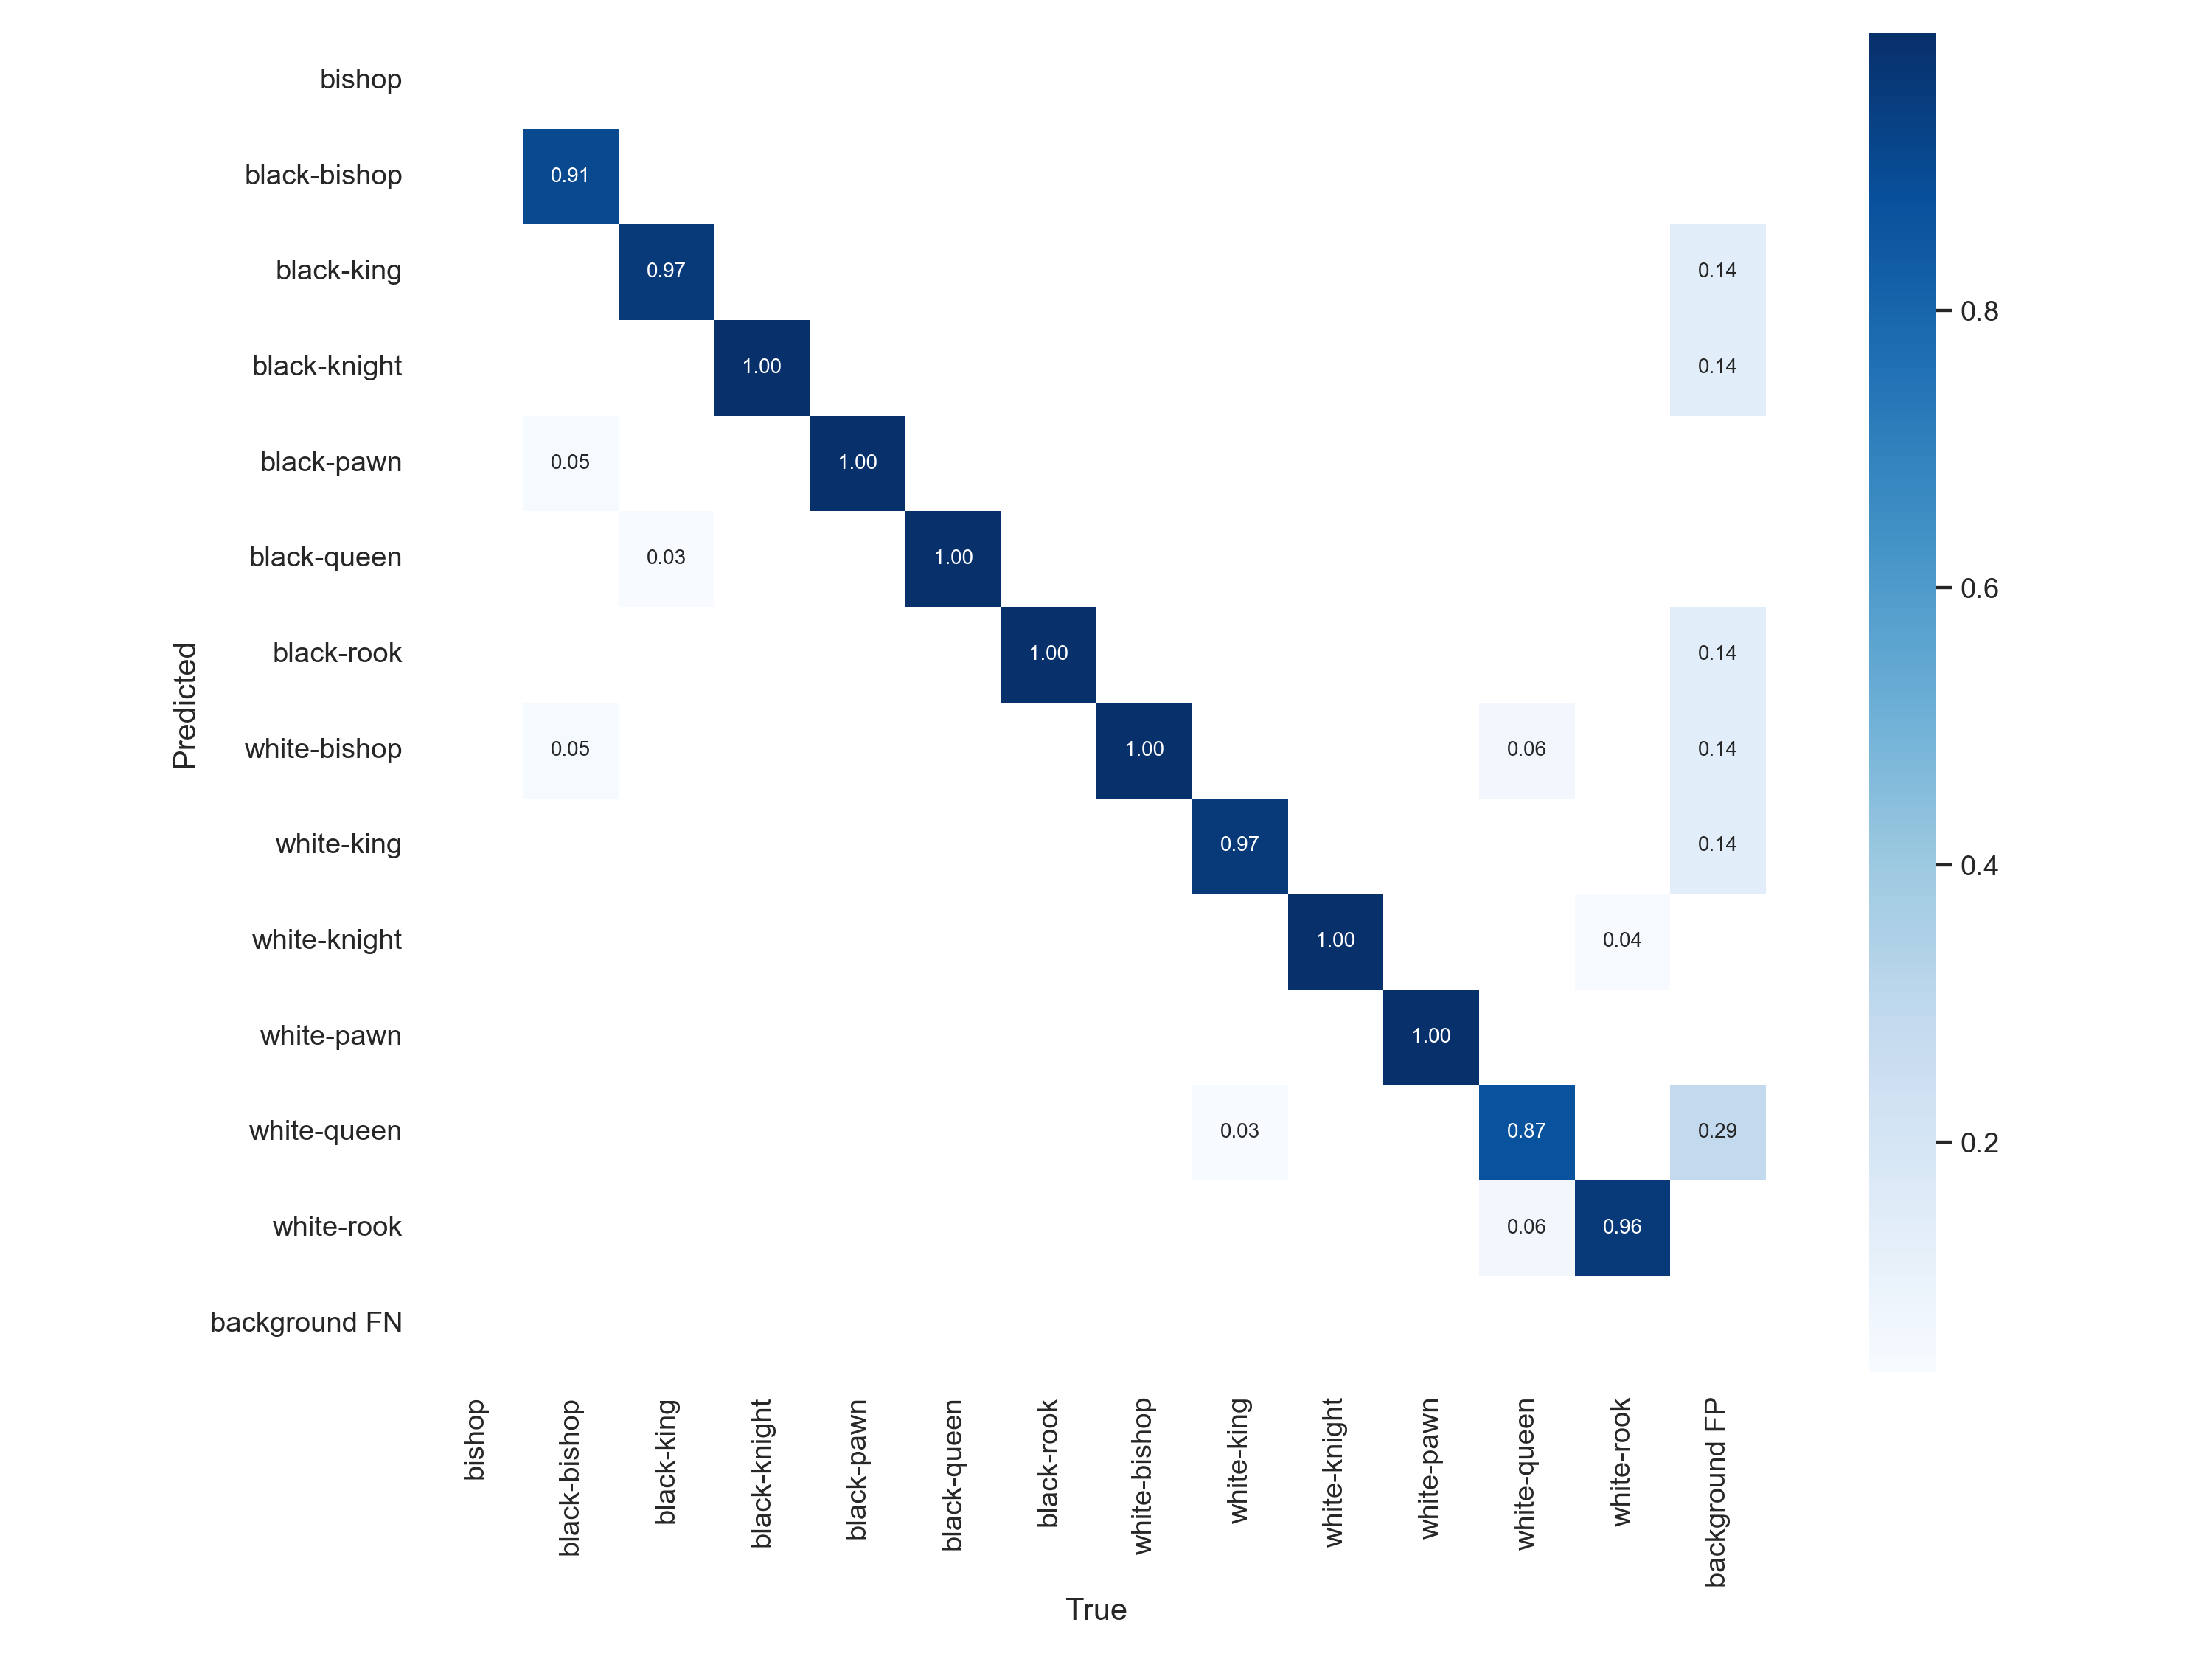 bishop
black-bishop 0.91
black-king 0.97 0.14
0.8
black-knight 1.00 0.14
black-pawn 0.05 1.00
black-queen 0.03 1.00
0.6
black-rook 1.00 0.14
Predicted
white-bishop 0.05 1.00 0.06 0.14
white-king 0.97 0.14
0.4
white-knight 1.00 0.04
white-pawn 1.00
white-queen 0.03 0.87 0.29
0.2
white-rook 0.06 0.96
background FN
bishop
black-bishop
black-king
black-knight
black-pawn
black-queen
black-rook
white-bishop
white-king
white-knight
white-pawn
white-queen
white-rook
background FP
True